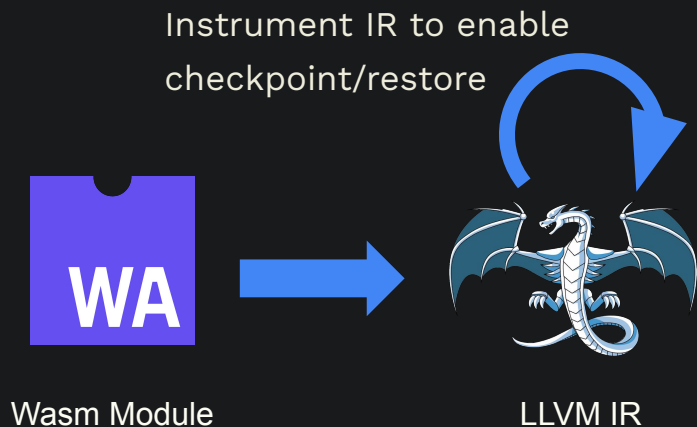 Instrument IR to enable
checkpoint/restore
WA
Wasm Module
LLVM IR